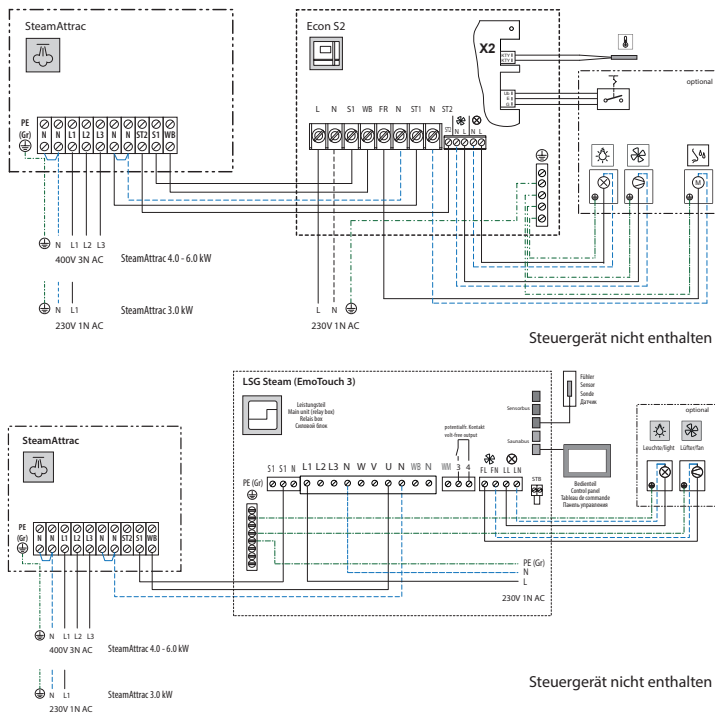 SteamAttrac
PE
(Gr)
N N L1 L2 L3 N N ST2 S1 WB
N L1 L2 L3
400V 3N AC
SteamAttrac 4.0 - 6.0 kW
N L1
SteamAttrac 3.0 kW
230V 1N AC
Econ S2
X2
KTY
KTY
L N S1 WB FR N ST1 N ST2
ST2 N L N L
optional
M
L N
230V 1N AC
Steuergerät nicht enthalten
LSG Steam (EmoTouch 3)
Leistungsteil
Main unit (relay box)
Relais box
Силовой блок
potentialfr. Kontakt
volt-free output
Sensorbus
Saunabus
Fühler
Sensor
Sonde
Датчик
optional
Leuchte/light Lüfter/fan
Bedienteil
Control panel
Tableau de commande
Панель управления
PE (Gr)
S1 S1 N L1 L2 L3 N W V U N WB N
WM 3 4
FL FN LL LN
STB
PE (Gr)
N
L
230V 1N AC
SteamAttrac
PE
(Gr)
N N L1 L2 L3 N N ST2 S1 WB
N L1 L2 L3
400V 3N AC
SteamAttrac 4.0 - 6.0 kW
N L1
SteamAttrac 3.0 kW
230V 1N AC
Steuergerät nicht enthalten